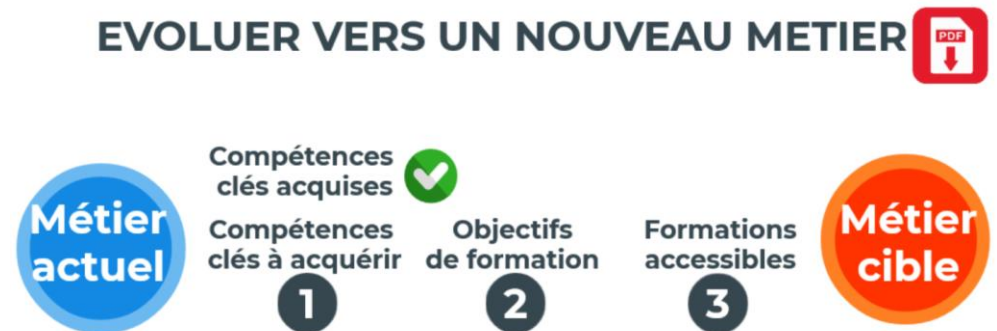 EVOLUER VERS UN NOUVEAU METIER
PDF
Compétences
clés acquises
Métier
actuel
Compétences
clés à acquérir
1
Objectifs
de formation
2
Formations
accessibles
3
Métier
cible